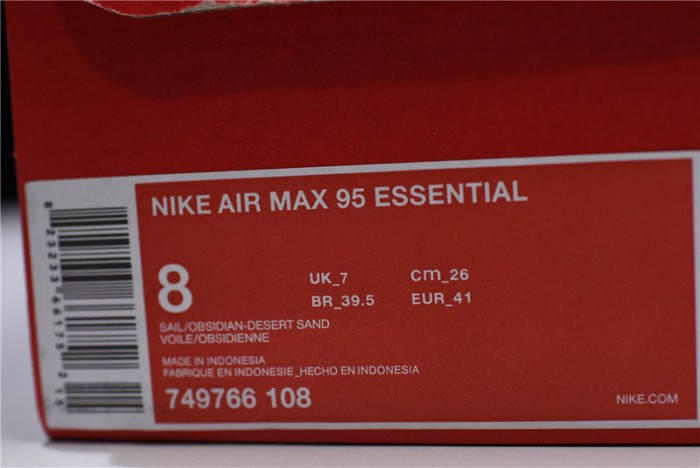 NIKE AIR MAX 95 ESSENTIAL
8
UK_7
cm_26
BR_39.5
EUR_41
SAIL/OBSIDIAN-DESERT SAND
VOILE/OBSIDIENNE
MADE IN INDONESIA
FABRIQUE EN INDONESIE_HECHO EN INDONESIA
749766 108
NIKE.COM